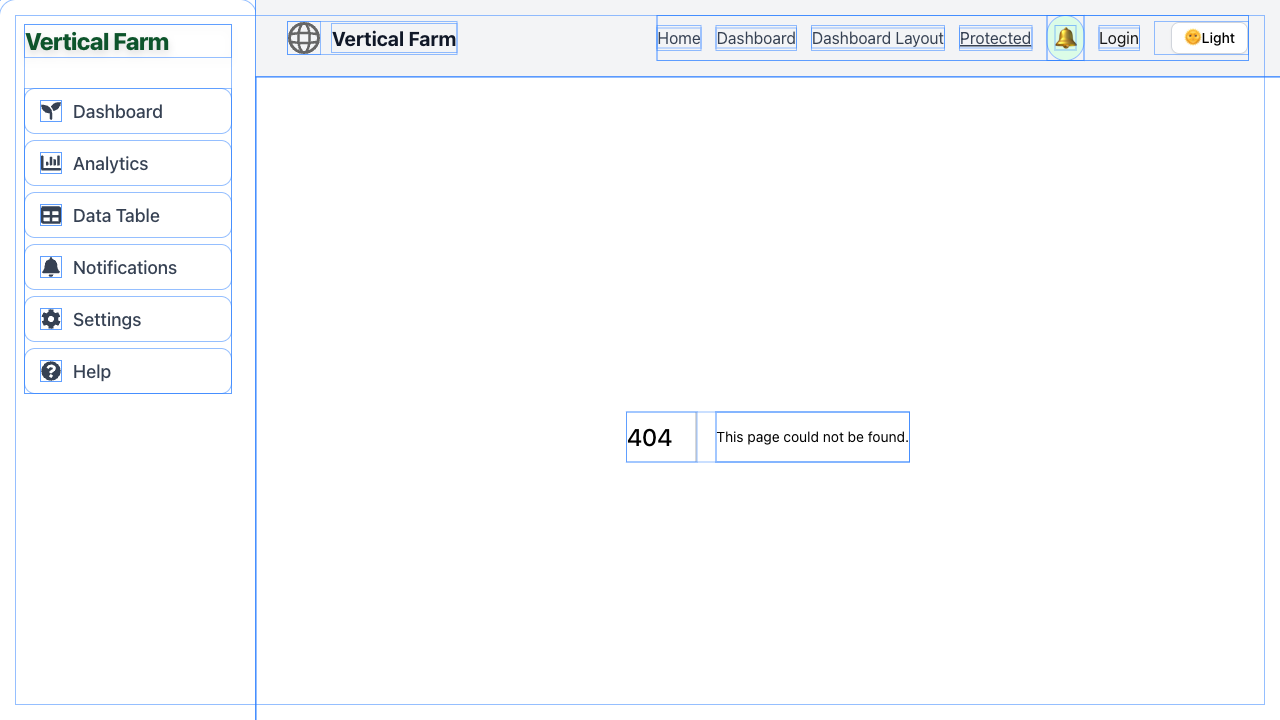 Vertical Farm
Dashboard
Analytics
Data Table
Notifications
Settings
Help
Vertical Farm
Home
Dashboard
Dashboard Layout
Protected
Login
Light
404
This page could not be found.